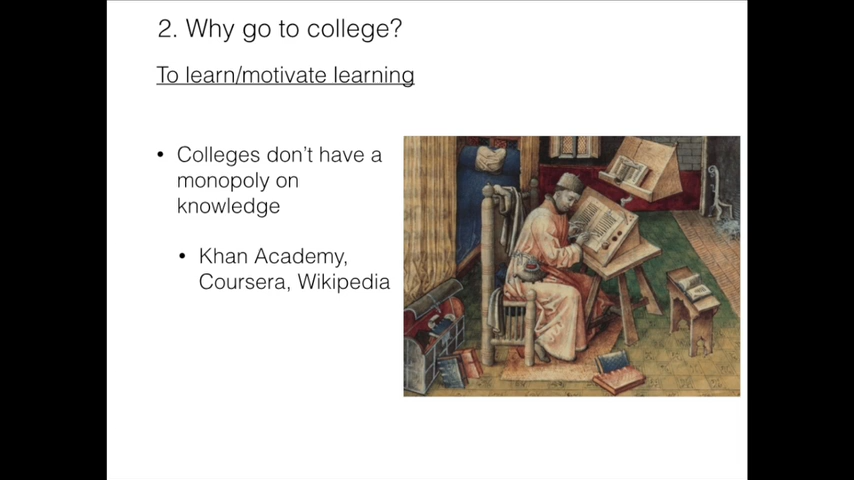 2. Why go to college?
To learn/motivate learning
• Colleges don't have a
monopoly on
knowledge
• Khan Academy,
Coursera, Wikipedia